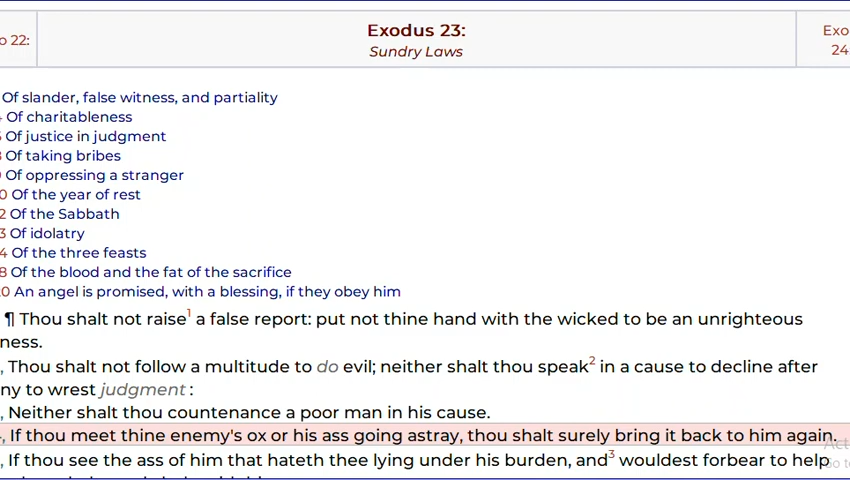 o 22:
Exodus 23:
Sundry Laws
Exo
24
Of slander, false witness, and partiality
Of charitableness
Of justice in judgment
Of taking bribes
Of oppressing a stranger
0 Of the year of rest
2 Of the Sabbath
3 Of idolatry
4 Of the three feasts
8 Of the blood and the fat of the sacrifice
20 An angel is promised, with a blessing, if they obey him
¶ Thou shalt not raise1 a false report: put not thine hand with the wicked to be an unrighteous
ness.
, Thou shalt not follow a multitude to do evil; neither shalt thou speak2 in a cause to decline after
ny to wrest judgment :
, Neither shalt thou countenance a poor man in his cause.
, If thou meet thine enemy's ox or his ass going astray, thou shalt surely bring it back to him again.
, If thou see the ass of him that hateth thee lying under his burden, and3 wouldest forbear to help